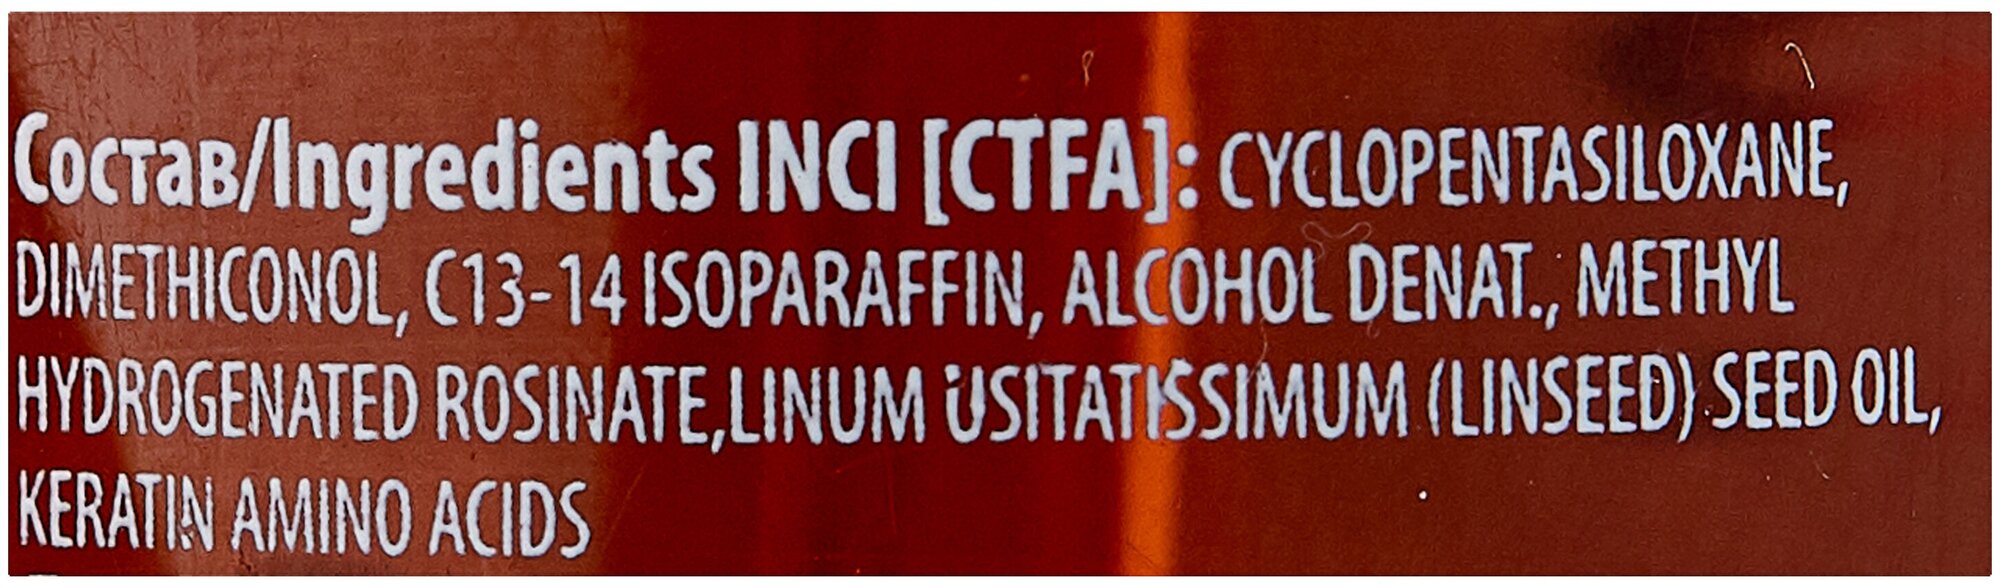 Состав/Ingredients INCI [CTFA]: CYCLOPENTASILOXANE,
DIMETHICONOL, C13-14 ISOPARAFFIN, ALCOHOL DENAT., METHYL
HYDROGENATED ROSINATE,LINUM USITATISSIMUM (LINSEED) SEED OIL,
KERATIN AMINO ACIDS